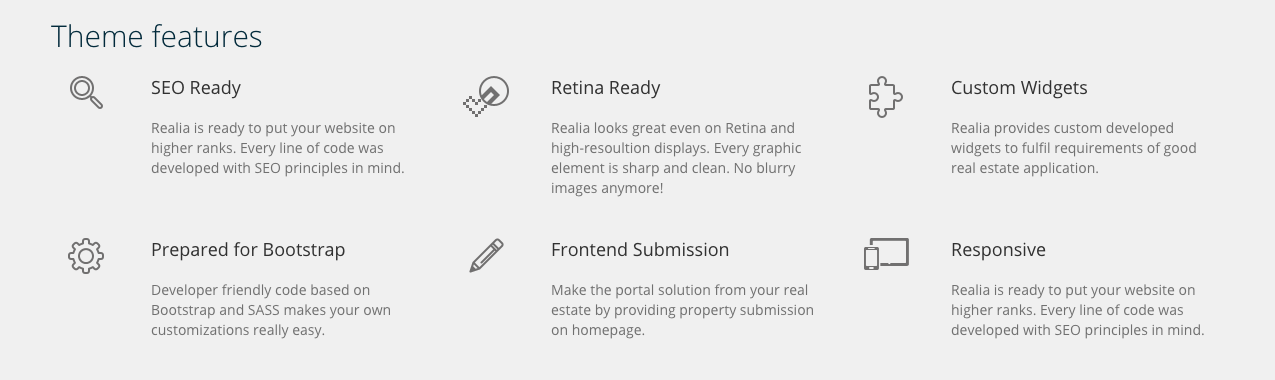 Theme features
SEO Ready
Realia is ready to put your website on
higher ranks. Every line of code was
developed with SEO principles in mind.
Retina Ready
Realia looks great even on Retina and
high-resoultion displays. Every graphic
element is sharp and clean. No blurry
images anymore!
Custom Widgets
Realia provides custom developed
widgets to fulfil requirements of good
real estate application.
Prepared for Bootstrap
Developer friendly code based on
Bootstrap and SASS makes your own
customizations really easy.
Frontend Submission
Make the portal solution from your real
estate by providing property submission
on homepage.
Responsive
Realia is ready to put your website on
higher ranks. Every line of code was
developed with SEO principles in mind.